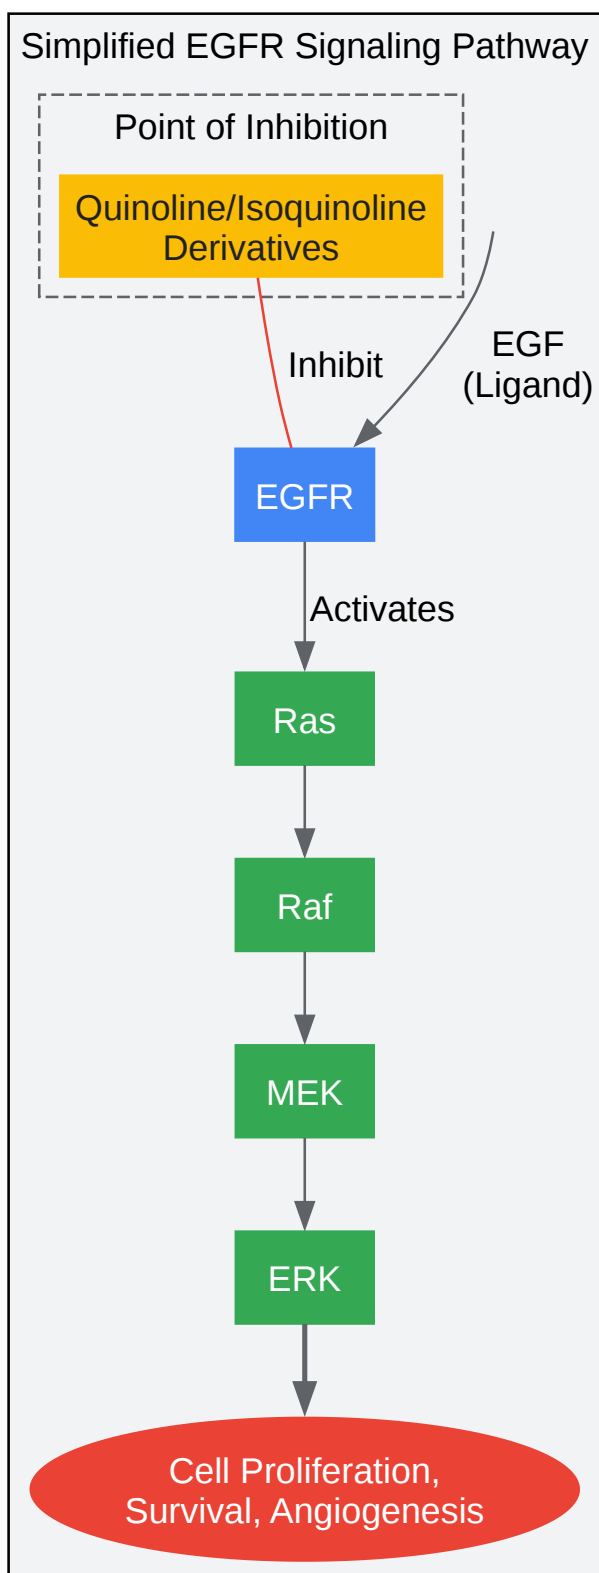 Simplified EGFR Signaling Pathway
Point of Inhibition
Quinoline/Isoquinoline
Derivatives
Inhibit
EGF
(Ligand)
EGFR
Activates
Ras
Raf
MEK
ERK
Cell Proliferation,
Survival, Angiogenesis